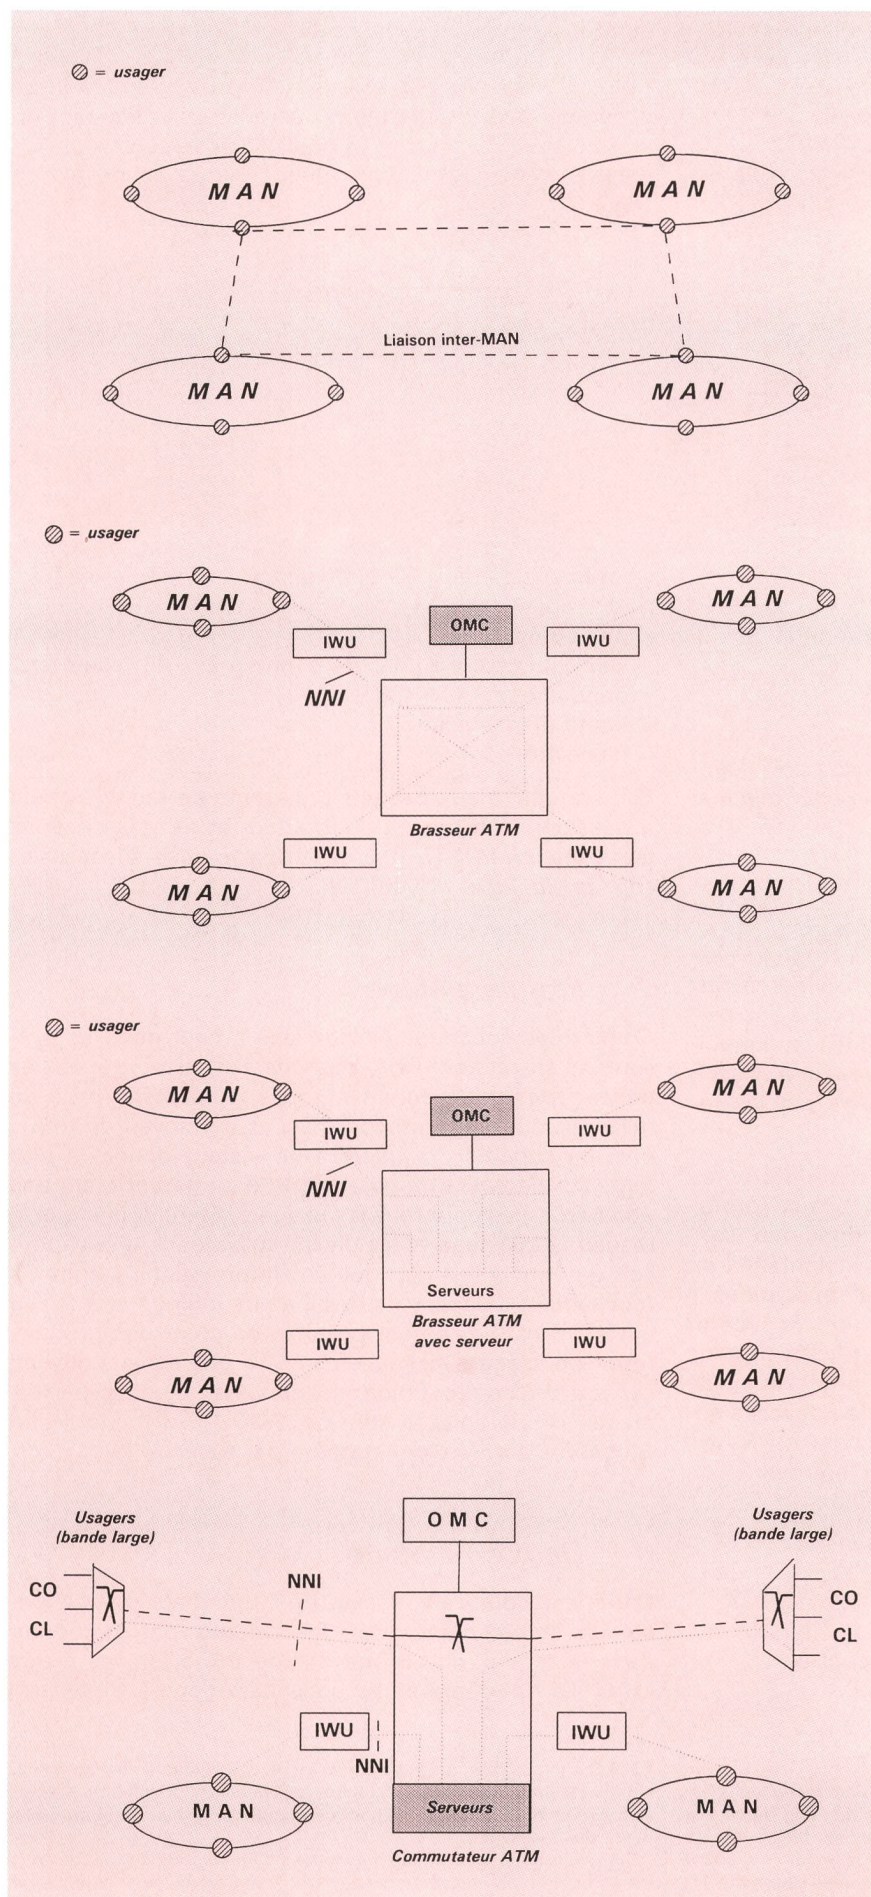 = usager
M A N
M A N
Liaison inter-MAN
M A N
M A N
= usager
M A N
M A N
OMC
IWU
IWU
NNI
Brasseur ATM
IWU
IWU
M A N
M A N
= usager
M A N
M A N
OMC
IWU
IWU
NNI
Serveurs
Brasseur ATM
avec serveur
IWU
IWU
M A N
M A N
Usagers
(bande large)
O M C
Usagers
(bande large)
NNI
CO
CL
CO
CL
IWU
IWU
NNI
M A N
Serveurs
M A N
Commutateur ATM